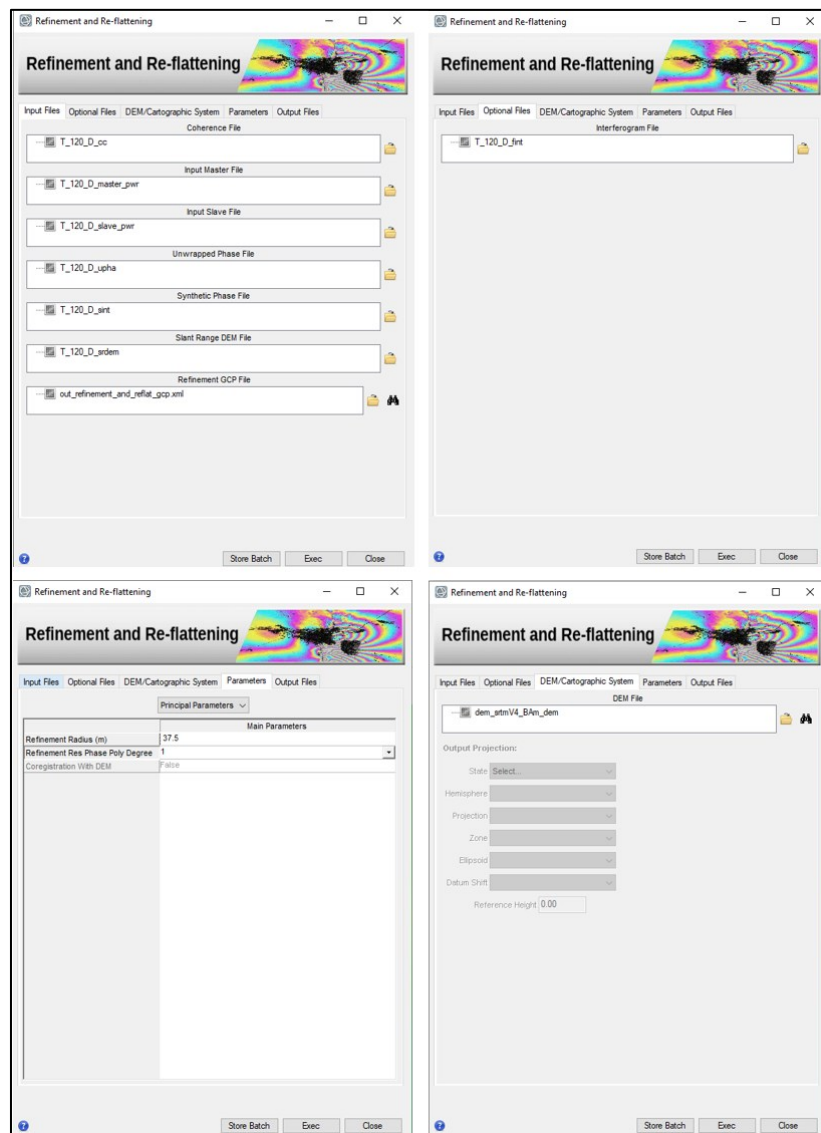 Refinement and Re-flattening
Refinement and Re-flattening
Input Files Optional Files DEM/Cartographic System Parameters Output Files
Coherence File
T_120_D_cc
Input Master File
T_120_D_master_pwr
Input Slave File
T_120_D_slave_pwr
Unwrapped Phase File
T_120_D_upha
Synthetic Phase File
T_120_D_sint
Slant Range DEM File
T_120_D_srdem
Refinement GCP File
out_refinement_and_reflat_gcp.xml
Store Batch Exec Close
Refinement and Re-flattening
Refinement and Re-flattening
Input Files Optional Files DEM/Cartographic System Parameters Output Files
Interferogram File
T_120_D_fint
Store Batch Exec Close
Refinement and Re-flattening
Refinement and Re-flattening
Input Files Optional Files DEM/Cartographic System Parameters Output Files
Principal Parameters
Main Parameters
Refinement Radius (m) 37.5
Refinement Res Phase Poly Degree 1
Coregistration With DEM False
Store Batch Exec Close
Refinement and Re-flattening
Refinement and Re-flattening
Input Files Optional Files DEM/Cartographic System Parameters Output Files
DEM File
dem_srtmV4_BAm_dem
Output Projection:
State Select...
Hemisphere
Projection
Zone
Ellipsoid
Datum Shift
Reference Height 0.00
Store Batch Exec Close